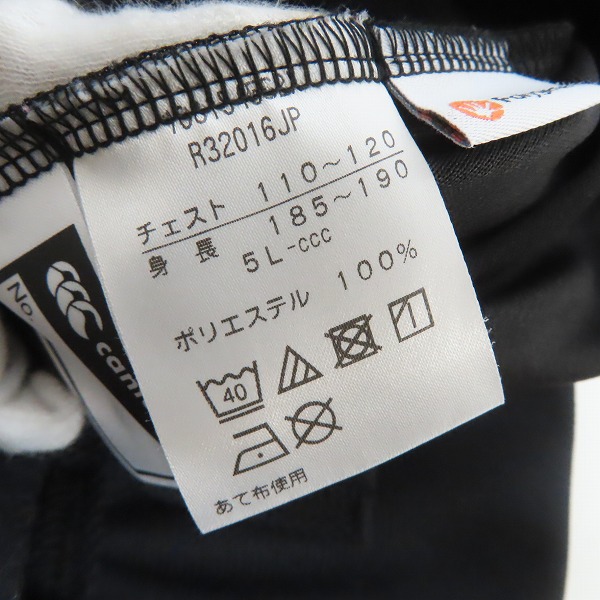 R32016JP
チェスト 110~120
身長 185~190
5L-CCC
ポリエステル 100%
40
あて布使用
No